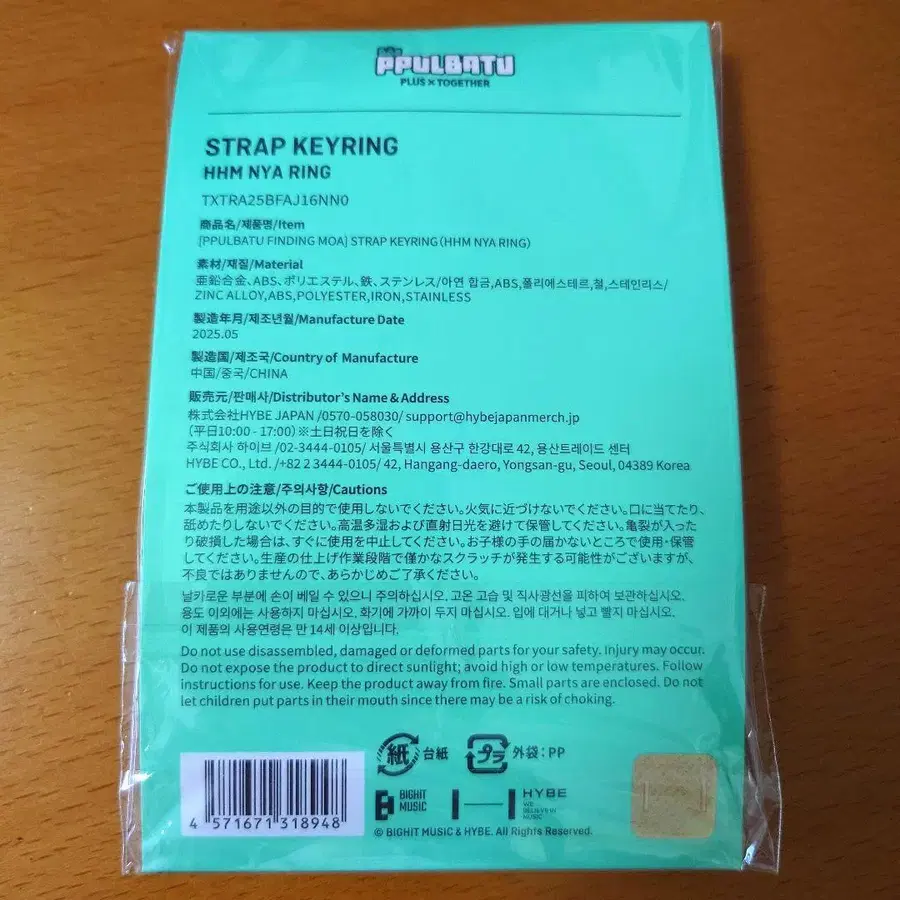 PPULBATU
PLUS × TOGETHER
STRAP KEYRING
HHM NYA RING
TXTRA25BFAJ16NN0
商品名/제품명/Item
[PPULBATU FINDING MOA] STRAP KEYRING(HHM NYA RING)
素材/재질/Material
亜鉛合金、ABS、ポリエステル、鉄、ステンレス/아연 합금,ABS,폴리에스테르,철,스테인리스/
ZINC ALLOY,ABS,POLYESTER,IRON,STAINLESS
製造年月/제조년월/Manufacture Date
2025.05
製造国/제조국/Country of Manufacture
中国/중국/CHINA
販売元/판매사/Distributor's Name & Address
株式会社HYBE JAPAN /0570-058030/ support@hybejapanmerch.jp
(平日10:00 - 17:00)※土日祝日を除く
주식회사 하이브 /02-3444-0105/ 서울특별시 용산구 한강대로 42, 용산트레이드 센터
HYBE CO., Ltd. /+82 2 3444-0105/ 42, Hangang-daero, Yongsan-gu, Seoul, 04389 Korea
ご使用上の注意/주의사항/Cautions
本製品を用途以外の目的で使用しないでください。火気に近づけないでください。口に当てたり、
舐めたりしないでください。高温多湿および直射日光を避けて保管してください。亀裂が入った
り破損した場合は、すぐに使用を中止してください。お子様の手の届かないところで使用・保管
してください。生産の仕上げ作業段階で僅かなスクラッチが発生する可能性がございますが、
不良ではありませんので、あらかじめご了承ください。
날카로운 부분에 손이 베일 수 있으니 주의하십시오. 고온 고습 및 직사광선을 피하여 보관하십시오.
용도 이외에는 사용하지 마십시오. 화기에 가까이 두지 마십시오. 입에 대거나 넣고 빨지 마십시오.
이 제품의 사용연령은 만 14세 이상입니다.
Do not use disassembled, damaged or deformed parts for your safety. Injury may occur.
Do not expose the product to direct sunlight; avoid high or low temperatures. Follow
instructions for use. Keep the product away from fire. Small parts are enclosed. Do not
let children put parts in their mouth since there may be a risk of choking.
紙 台紙 プラ 外袋:PP
BIGHIT
MUSIC
HYBE
WE
BELIEVE IN
MUSIC
4 571671 318948
© BIGHIT MUSIC & HYBE. All Rights Reserved.